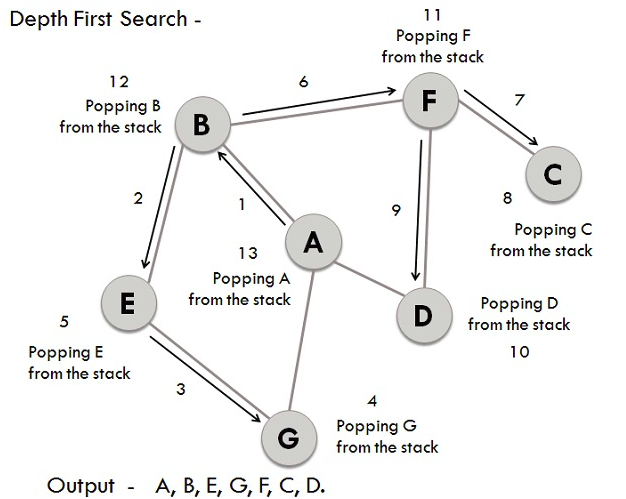 Depth First Search -
11
Popping F
from the stack
12
Popping B
from the stack
6
F
7
B
C
2
1
9
8
Popping C
from the stack
A
13
Popping A
from the stack
E
D
Popping D
from the stack
10
5
Popping E
from the stack
3
4
G
Popping G
from the stack
Output - A, B, E, G, F, C, D.